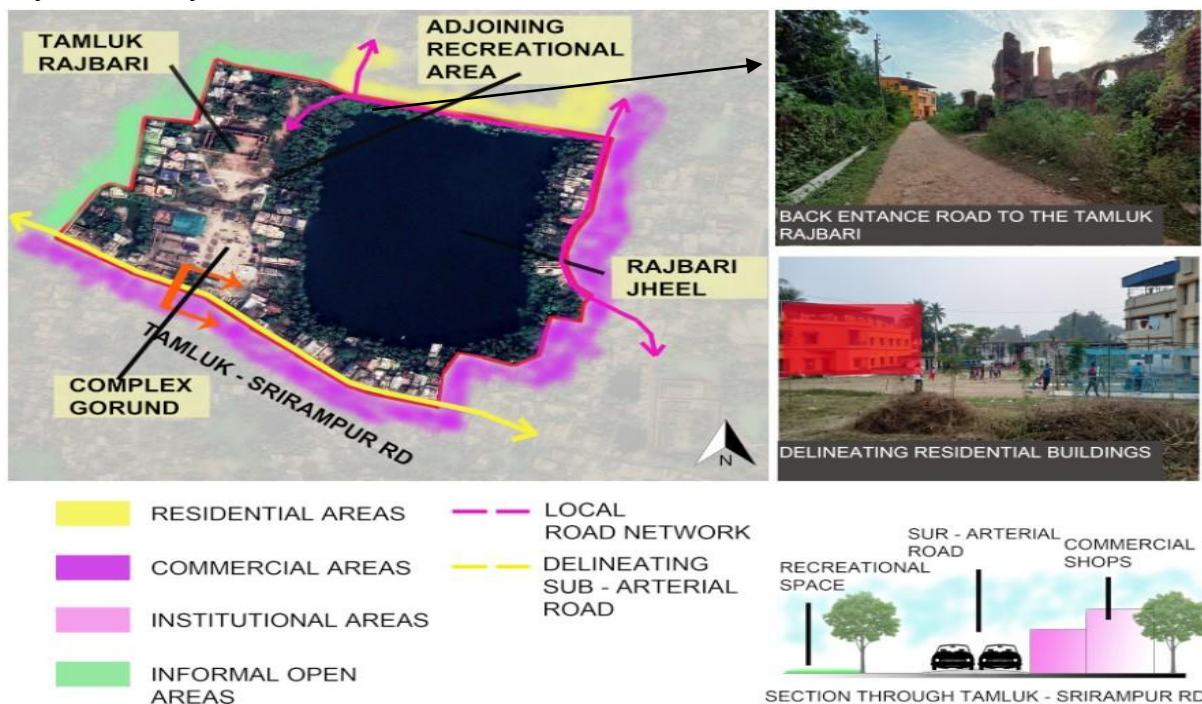 TAMLUK
RAJBARI
ADJOINING
RECREATIONAL
AREA
RAJBARI
JHEEL
TAMLUK - SRIRAMPUR RD
COMPLEX
GORUND
N
BACK ENTANCE ROAD TO THE TAMLUK
RAJBARI
DELINEATING RESIDENTIAL BUILDINGS
RESIDENTIAL AREAS
COMMERCIAL AREAS
INSTITUTIONAL AREAS
INFORMAL OPEN
AREAS
LOCAL
ROAD NETWORK
DELINEATING
SUB - ARTERIAL
ROAD
RECREATIONAL
SPACE
SUR - ARTERIAL
ROAD
COMMERCIAL
SHOPS
SECTION THROUGH TAMLUK - SRIRAMPUR RD